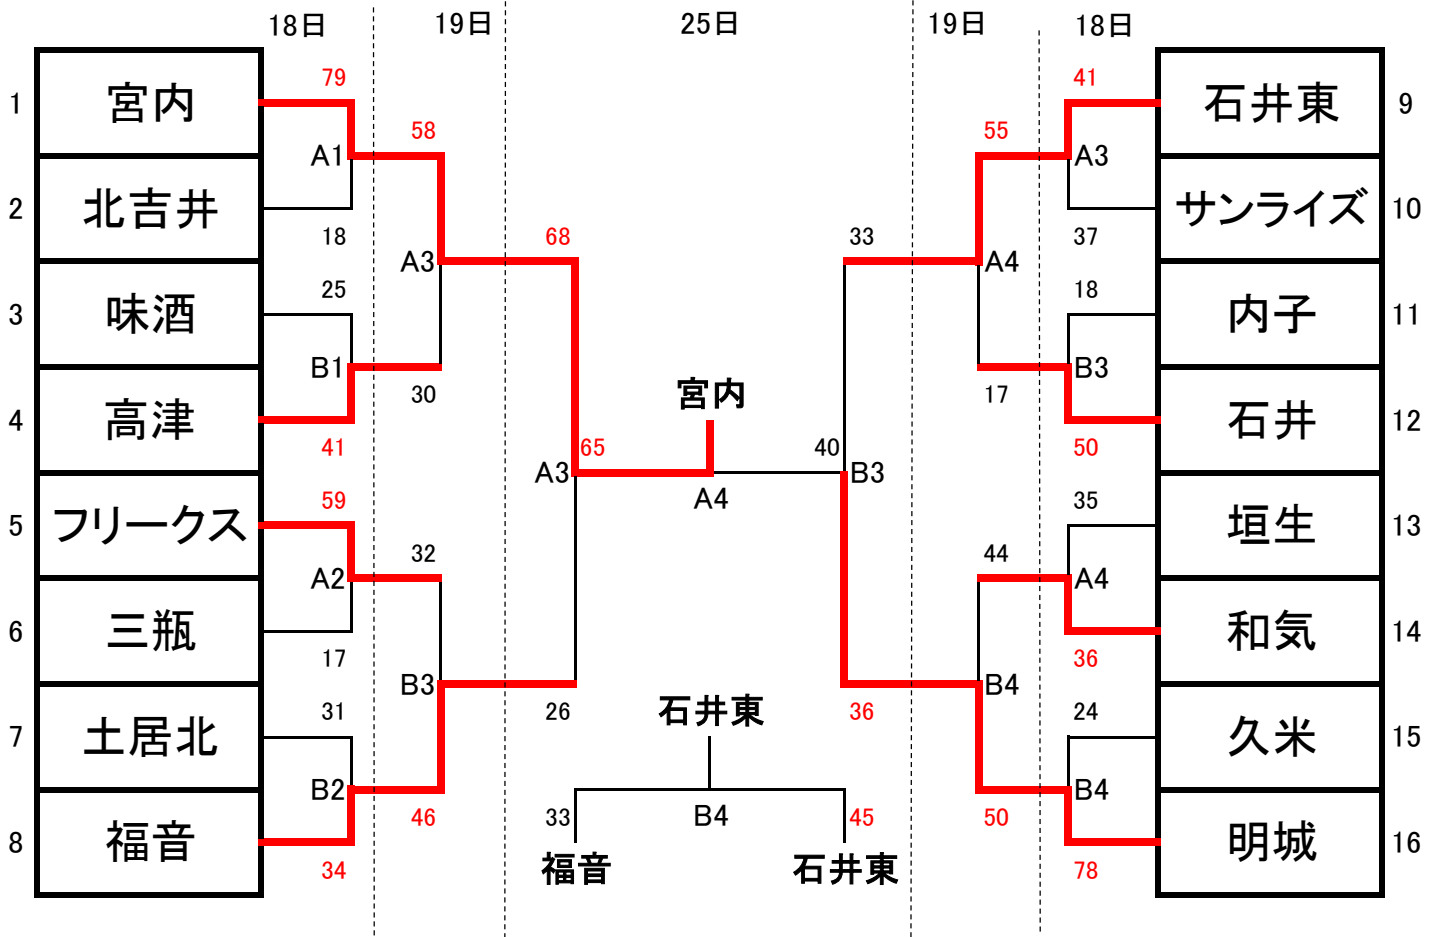 18日 19日 25日 19日 18日
79 41
1 宮内 石井東 9
58 55
A1 A3
2 北吉井 サンライズ 10
18 68 33 37
A3 A4
25 18
3 味酒 内子 11
B1 B3
30 宮内 17
4 高津 石井 12
41 65 40 50
A3 B3
59 A4 35
5 フリークス 垣生 13
32 44
A2 A4
6 三瓶 和気 14
17 36
B3 B4
31 26 石井東 36 24
7 土居北 久米 15
B2 B4
46 33 B4 45 50
8 福音 明城 16
34 福音 石井東 78